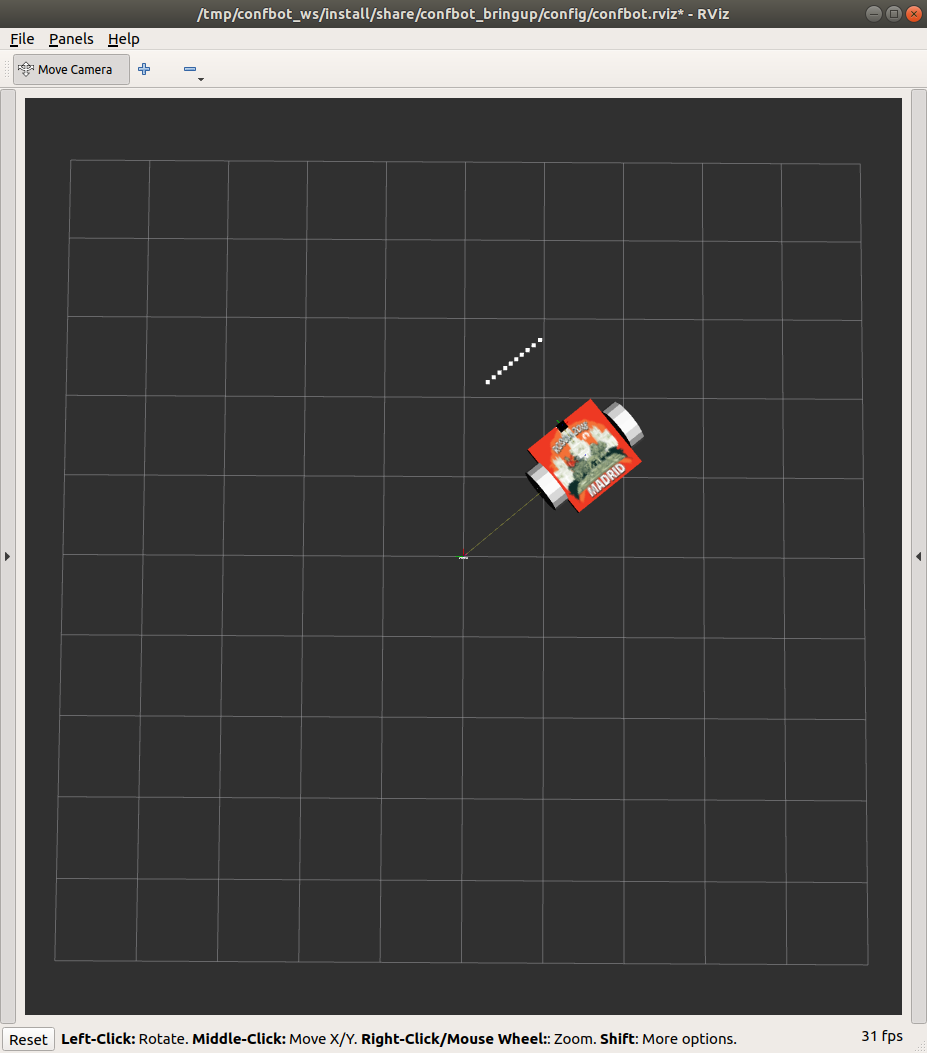 /tmp/confbot_ws/install/share/confbot_bringup/config/confbot.rviz* - RViz
File Panels Help
Move Camera
MADRID
Reset Left-Click: Rotate. Middle-Click: Move X/Y. Right-Click/Mouse Wheel:: Zoom. Shift: More options. 31 fps